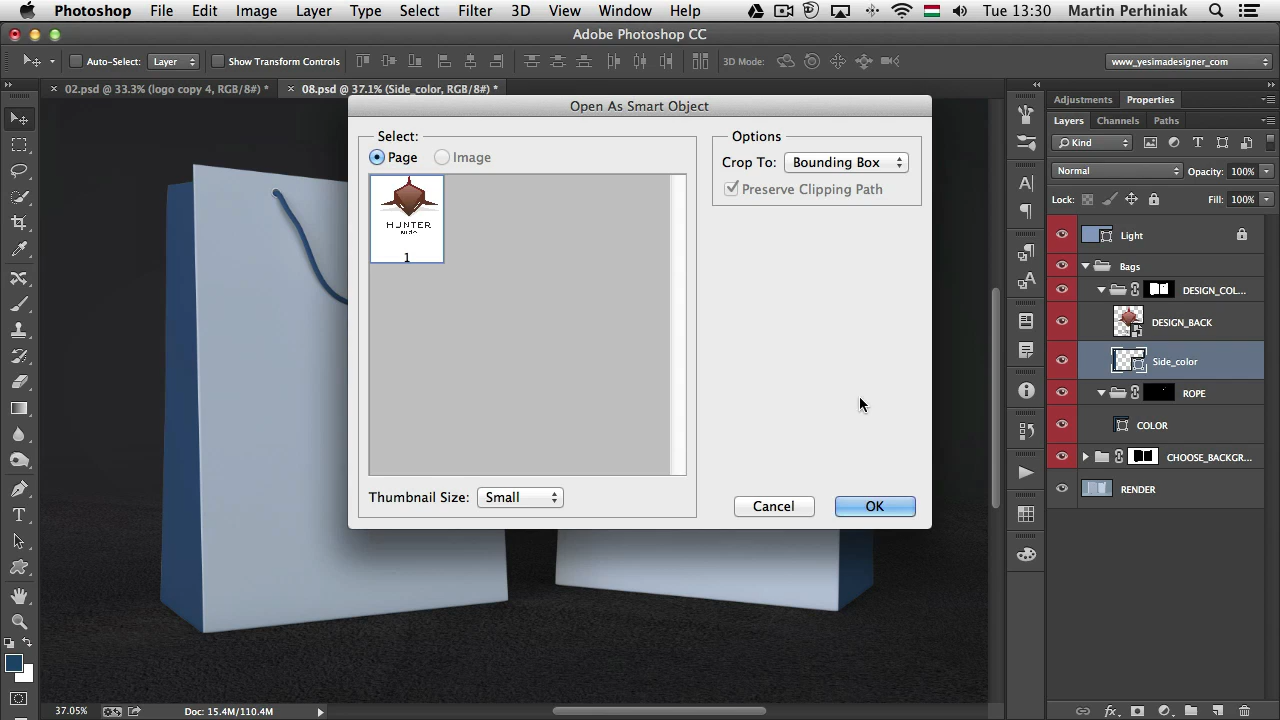 Photoshop File Edit Image Layer Type Select Filter 3D View Window Help Tue 13:30 Martin Perhiniak
Adobe Photoshop CC
Auto-Select: Layer Show Transform Controls 3D Mode: www_yesimadesigner_com
02.psd @ 33.3% (logo copy 4, RGB/8#) * 08.psd @ 37.1% (Side_color, RGB/8#) *
Open As Smart Object
Select:
Page Image
HUNTER
1
Thumbnail Size: Small
Options
Crop To: Bounding Box
Preserve Clipping Path
Cancel OK
Adjustments Properties
Layers Channels Paths
Kind
Normal Opacity: 100%
Lock: Fill: 100%
Light
Bags
DESIGN_COL...
DESIGN_BACK
Side_color
ROPE
COLOR
CHOOSE_BACKGR...
RENDER
37.05% Doc: 15.4M/110.4M